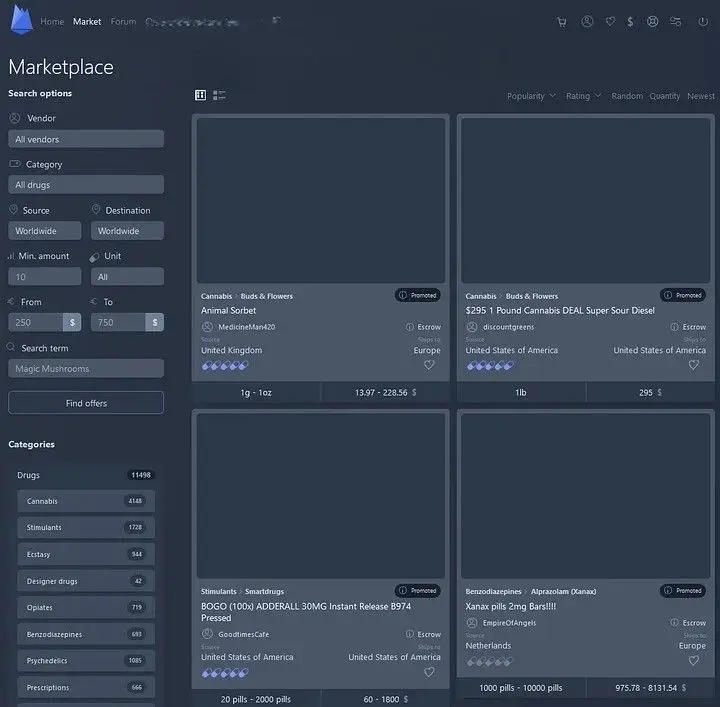 Home Market Forum
Marketplace
Search options
Vendor
All vendors
Category
All drugs
Source Destination
Worldwide Worldwide
Min. amount Unit
10 All
From To
250 $ 750 $
Search term
Magic Mushrooms
Find offers
Categories
Drugs 11498
Cannabis 4148
Stimulants 1728
Ecstasy 944
Designer drugs 42
Opiates 719
Benzodiazepines 693
Psychedelics 1085
Prescriptions 666
Popularity Rating Random Quantity Newest
Cannabis > Buds & Flowers Promoted
Animal Sorbet
MedicineMan420 Escrow
Source Ships to
United Kingdom Europe
1g - 1oz 13.97 - 228.56 $
Cannabis > Buds & Flowers Promoted
$295 1 Pound Cannabis DEAL Super Sour Diesel
discountgreens Escrow
Source Ships to
United States of America United States of America
1lb 295 $
Stimulants > Smartdrugs Promoted
BOGO (100x) ADDERALL 30MG Instant Release B974
Pressed
GoodtimesCafe Escrow
Source Ships to
United States of America United States of America
20 pills - 2000 pills 60 - 1800 $
Benzodiazepines > Alprazolam (Xanax) Promoted
Xanax pills 2mg Bars!!!!
EmpireOfAngels Escrow
Source Ships to
Netherlands Europe
1000 pills - 10000 pills 975.78 - 8131.54 $